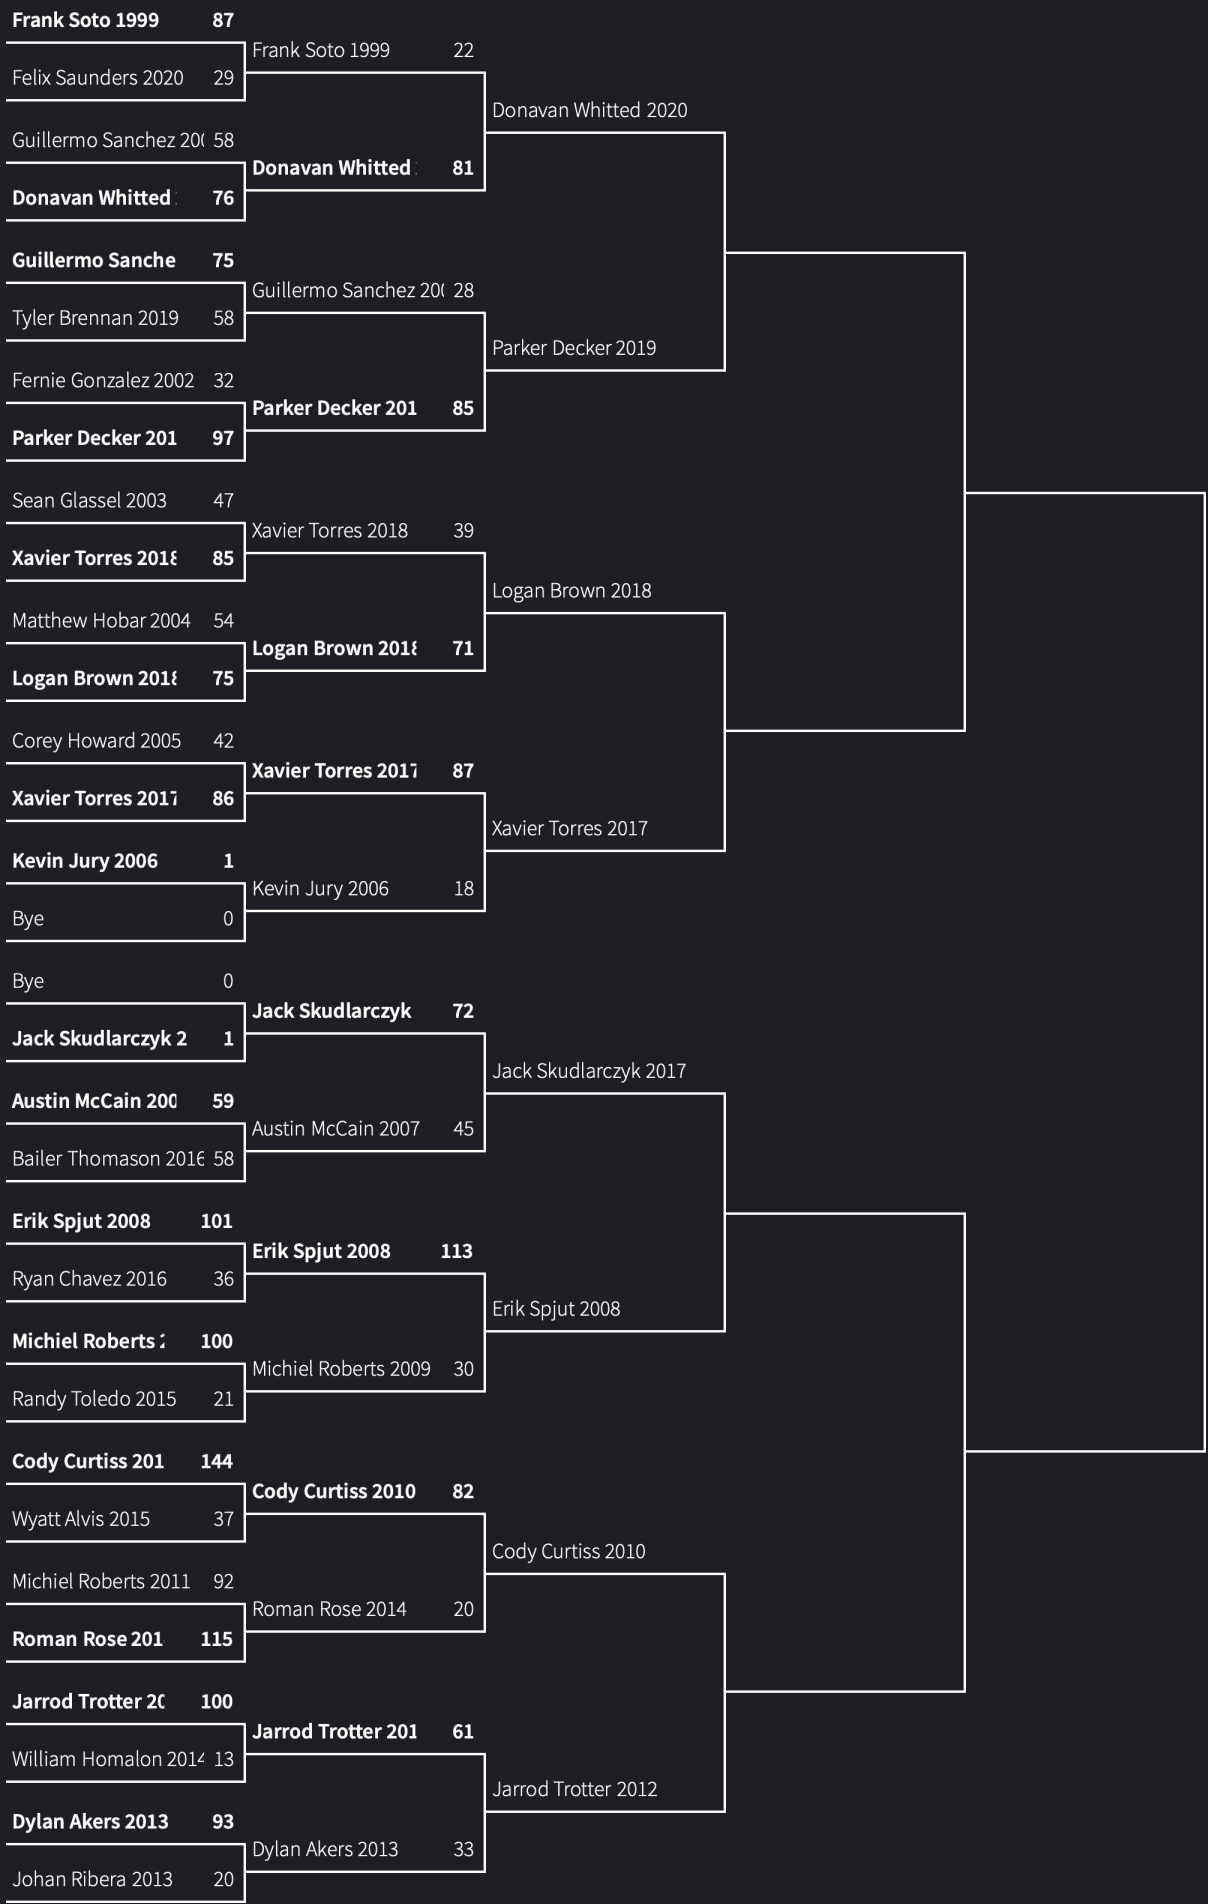 Frank Soto 1999 87
Felix Saunders 2020 29
Guillermo Sanchez 200 58
Donavan Whitted 76
Guillermo Sanche 75
Tyler Brennan 2019 58
Fernie Gonzalez 2002 32
Parker Decker 201 97
Sean Glassel 2003 47
Xavier Torres 2018 85
Matthew Hobar 2004 54
Logan Brown 2018 75
Corey Howard 2005 42
Xavier Torres 2017 86
Kevin Jury 2006 1
Bye 0
Bye 0
Jack Skudlarczyk 2 1
Austin McCain 200 59
Bailer Thomason 2016 58
Erik Spjut 2008 101
Ryan Chavez 2016 36
Michiel Roberts 2 100
Randy Toledo 2015 21
Cody Curtiss 201 144
Wyatt Alvis 2015 37
Michiel Roberts 2011 92
Roman Rose 201 115
Jarrod Trotter 20 100
William Homalon 2014 13
Dylan Akers 2013 93
Johan Ribera 2013 20
Frank Soto 1999 22
Donavan Whitted 81
Guillermo Sanchez 200 28
Parker Decker 201 85
Xavier Torres 2018 39
Logan Brown 2018 71
Xavier Torres 2017 87
Kevin Jury 2006 18
Jack Skudlarczyk 72
Austin McCain 2007 45
Erik Spjut 2008 113
Michiel Roberts 2009 30
Cody Curtiss 2010 82
Roman Rose 2014 20
Jarrod Trotter 201 61
Dylan Akers 2013 33
Donavan Whitted 2020
Parker Decker 2019
Logan Brown 2018
Xavier Torres 2017
Jack Skudlarczyk 2017
Erik Spjut 2008
Cody Curtiss 2010
Jarrod Trotter 2012